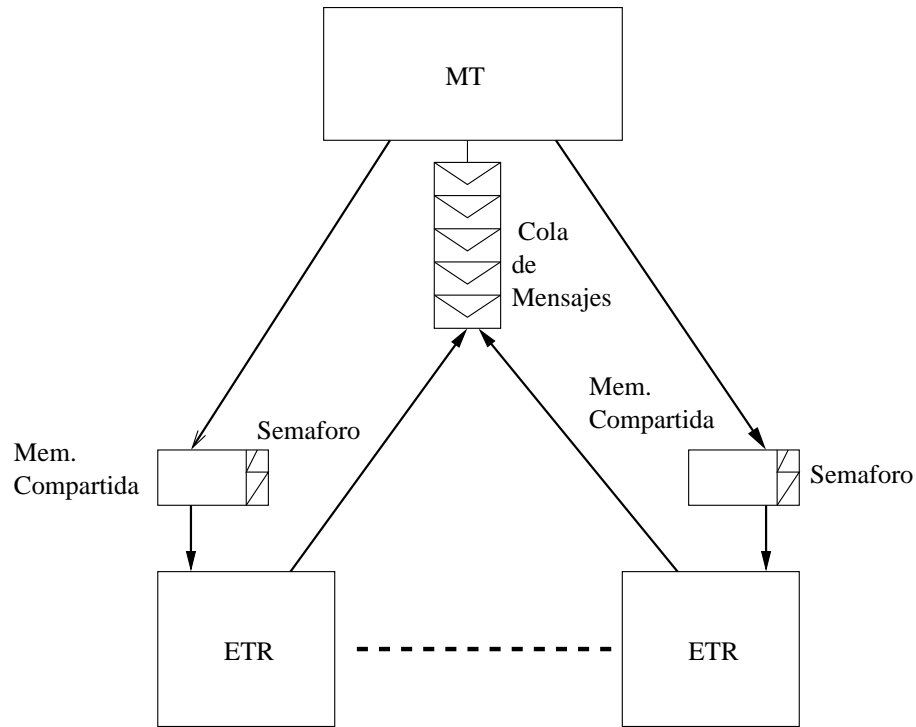 MT
Cola
de
Mensajes
Mem.
Compartida
Semaforo
Mem.
Compartida
Semaforo
ETR
ETR